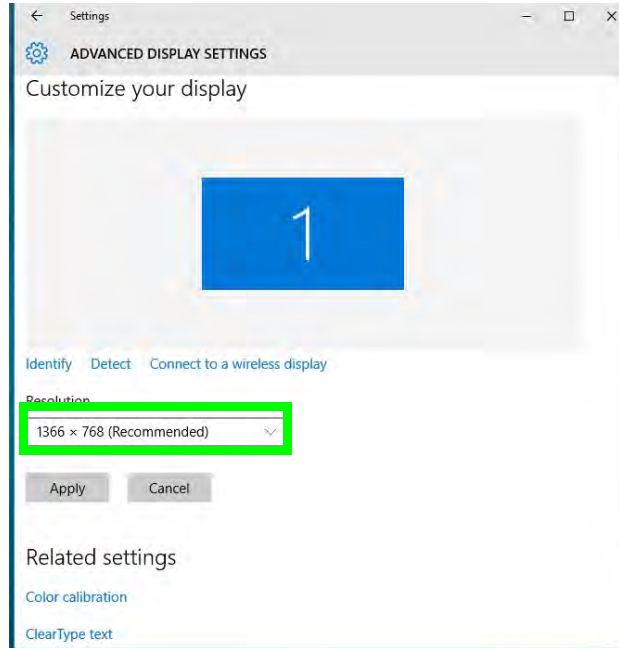 Settings
ADVANCED DISPLAY SETTINGS
Customize your display
1
Identify Detect Connect to a wireless display
Resolution
1366 × 768 (Recommended)
Apply Cancel
Related settings
Color calibration
ClearType text